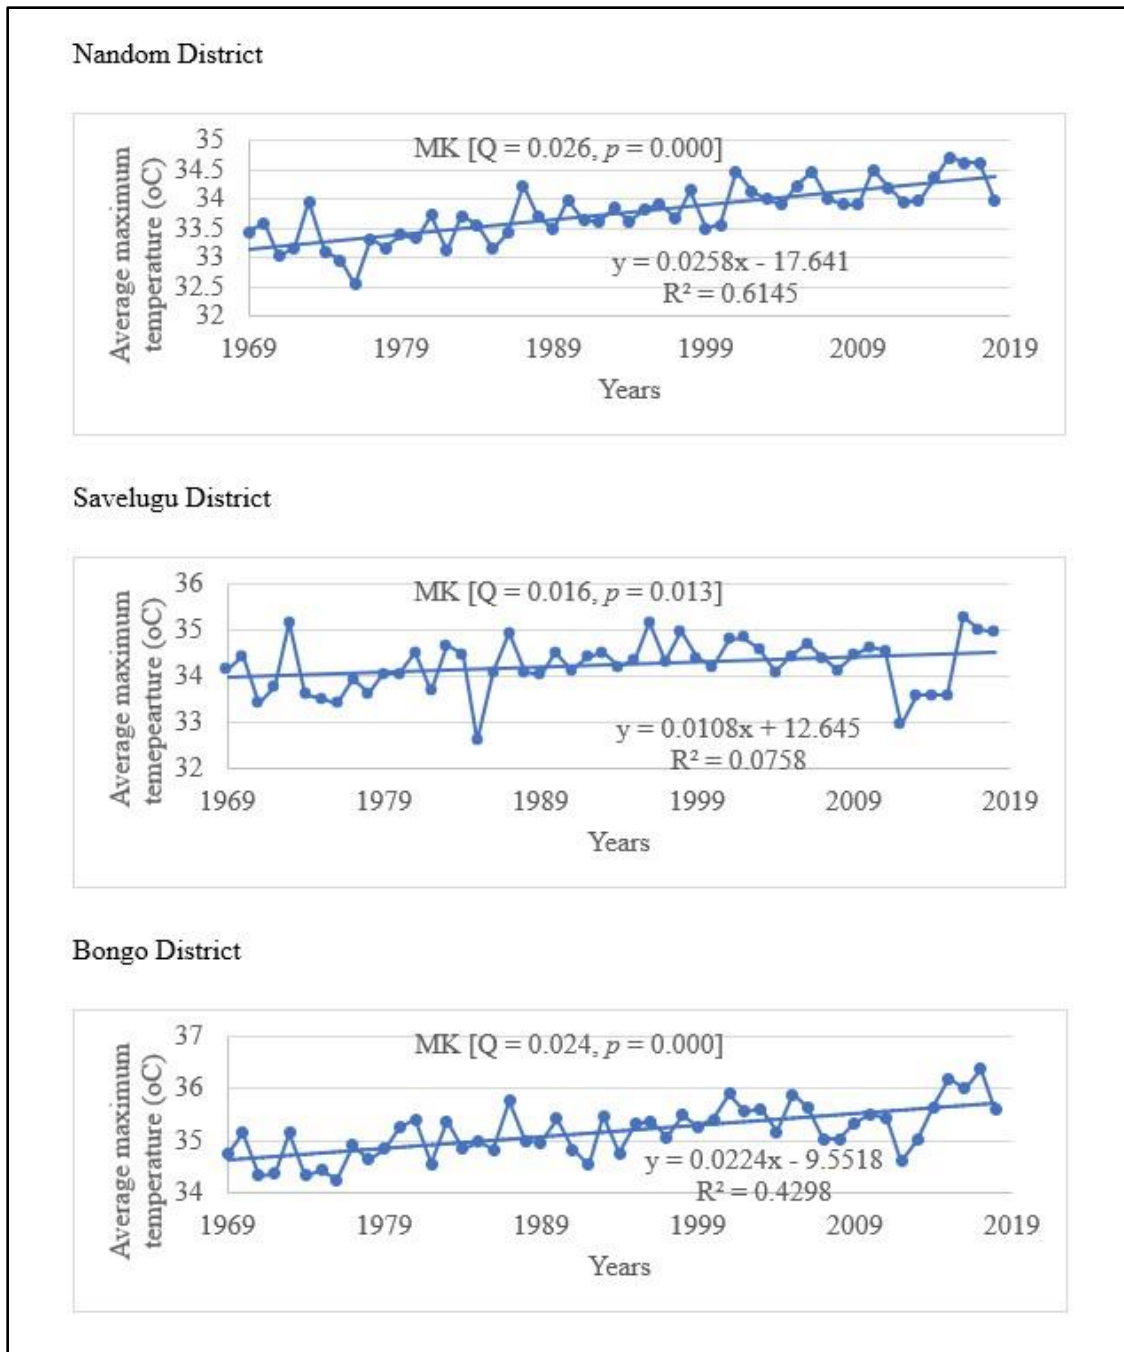 Nandom District
MK [Q = 0.026, p = 0.000]
Average maximum
temperature (oC)
35
34.5
34
33.5
33
32.5
32
y = 0.0258x - 17.641
R² = 0.6145
1969 1979 1989 1999 2009 2019
Years
Savelugu District
MK [Q = 0.016, p = 0.013]
Average maximum
temepearture (oC)
36
35
34
33
32
y = 0.0108x + 12.645
R² = 0.0758
1969 1979 1989 1999 2009 2019
Years
Bongo District
MK [Q = 0.024, p = 0.000]
Average maximum
temperature (oC)
37
36
35
34
y = 0.0224x - 9.5518
R² = 0.4298
1969 1979 1989 1999 2009 2019
Years